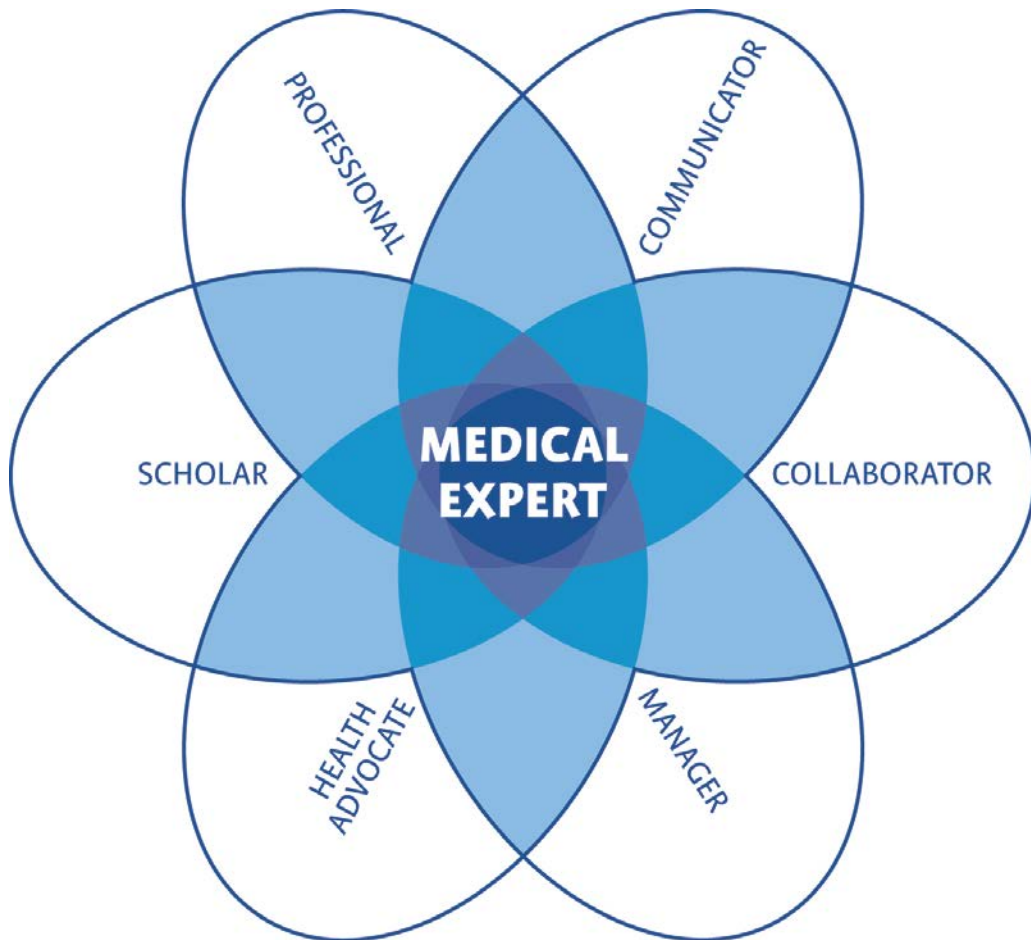 PROFESSIONAL
COMMUNICATOR
SCHOLAR
MEDICAL
EXPERT
COLLABORATOR
HEALTH
ADVOCATE
MANAGER